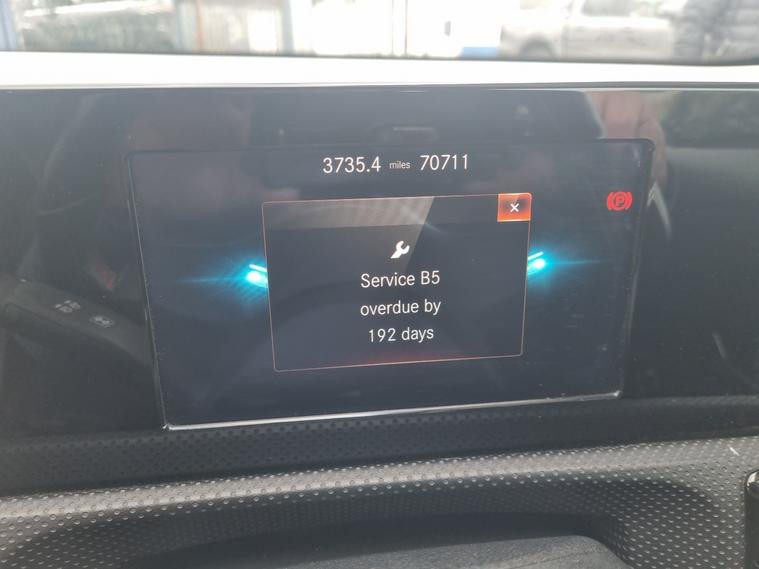 3735.4 miles 70711
Service B5
overdue by
192 days